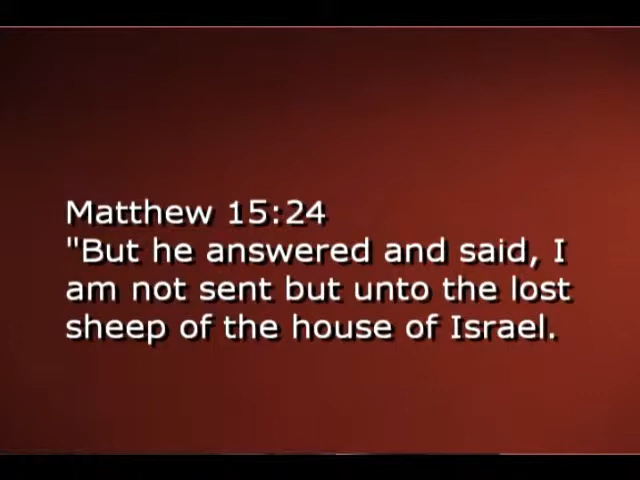 Matthew 15:24
"But he answered and said, I
am not sent but unto the lost
sheep of the house of Israel.